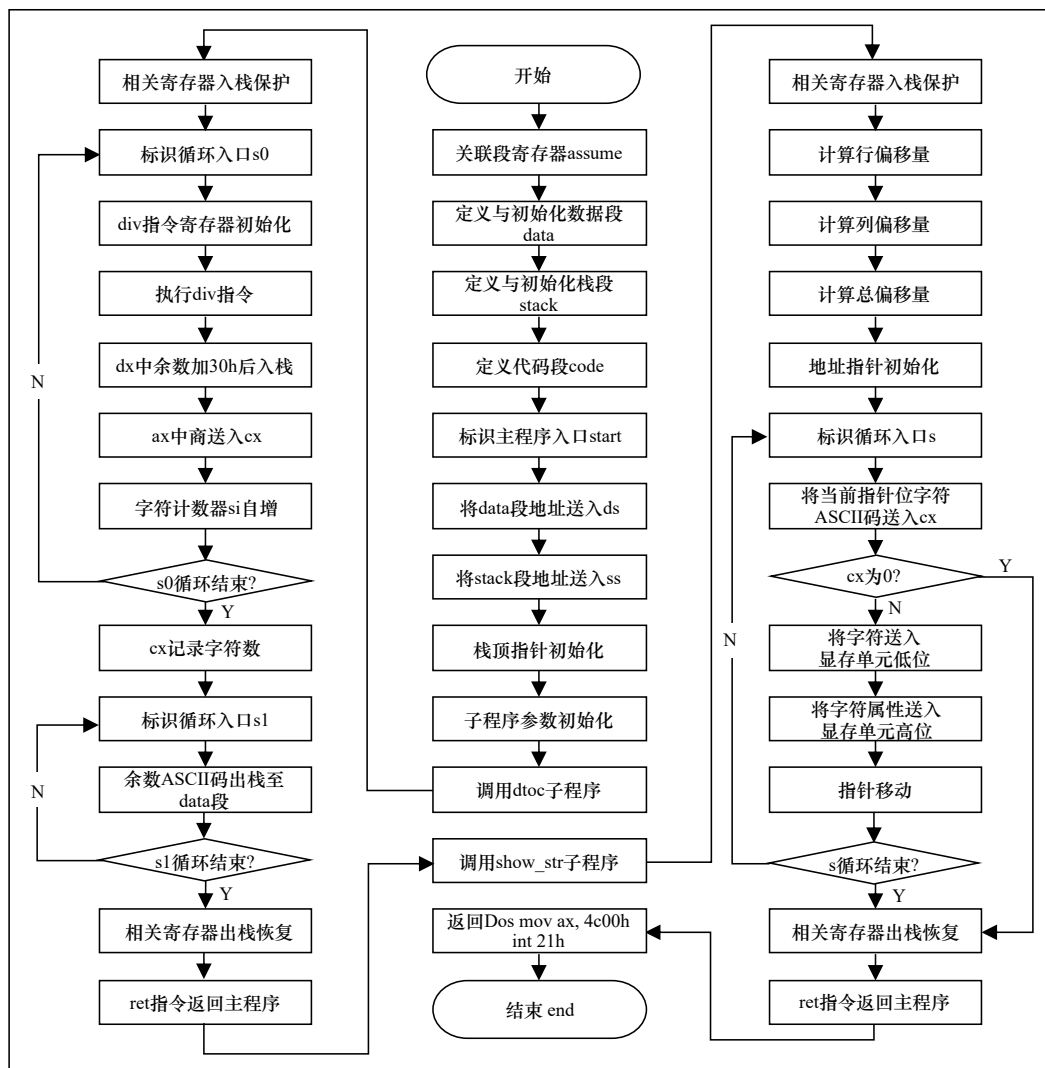 相关寄存器入栈保护
标识循环入口s0
div指令寄存器初始化
执行div指令
dx中余数加30h后入栈
N
ax中商送入cx
字符计数器si自增
s0循环结束?
Y
cx记录字符数
标识循环入口s1
N
余数ASCII码出栈至
data段
s1循环结束?
Y
相关寄存器出栈恢复
ret指令返回主程序
开始
关联段寄存器assume
定义与初始化数据段
data
定义与初始化栈段
stack
定义代码段code
标识主程序入口start
将data段地址送入ds
将stack段地址送入ss
栈顶指针初始化
子程序参数初始化
调用dtoc子程序
调用show_str子程序
返回Dos mov ax, 4c00h
int 21h
结束 end
相关寄存器入栈保护
计算行偏移量
计算列偏移量
计算总偏移量
地址指针初始化
标识循环入口s
将当前指针位字符
ASCII码送入cx
cx为0?
Y
N
N
将字符送入
显存单元低位
将字符属性送入
显存单元高位
指针移动
s循环结束?
Y
相关寄存器出栈恢复
ret指令返回主程序